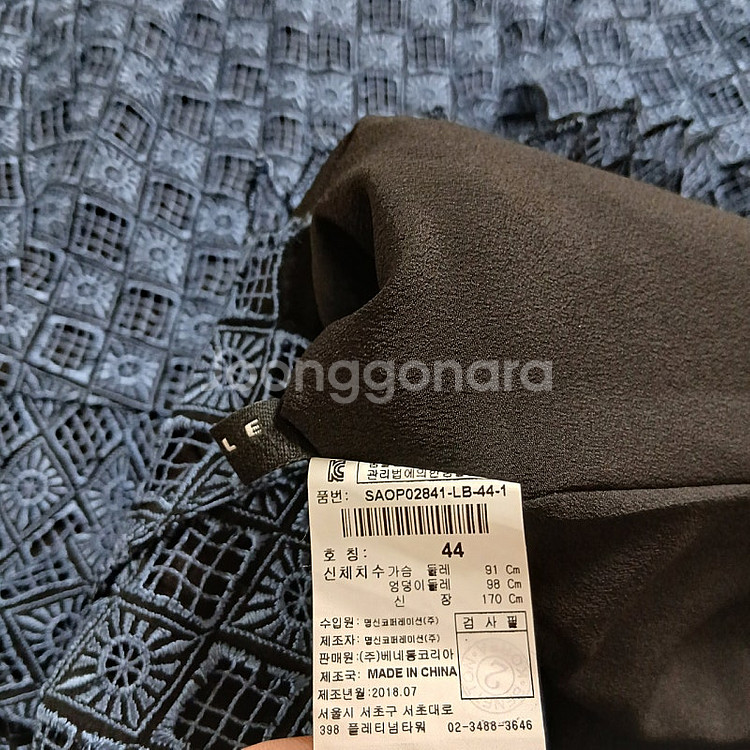 joonggonara
LE
관리법에의한
품번: SAOP02841-LB-44-1
호 칭: 44
신체치수 가슴 둘레 91 Cm
엉덩이둘레 98 Cm
신 장 170 Cm
수입원: 명신코퍼레이션(주)
제조자: 명신코퍼레이션(주)
판매원:(주)베네통코리아
제조국: MADE IN CHINA
제조년월:2018.07
서울시 서초구 서초대로
398 플레티넘타워 02-3488-3646
검 사 필